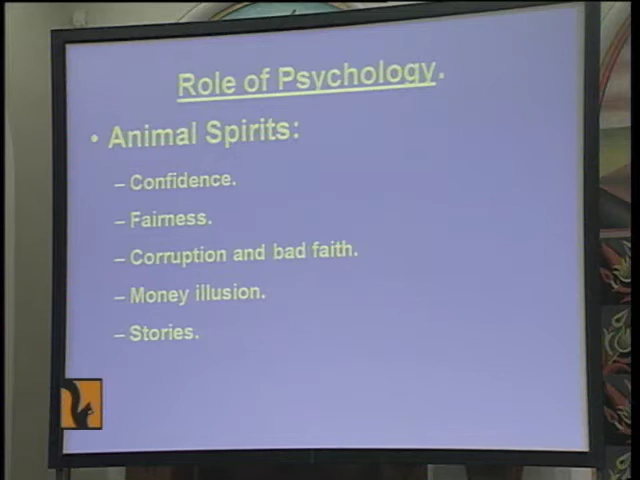 Role of Psychology.
• Animal Spirits:
– Confidence.
– Fairness.
– Corruption and bad faith.
– Money illusion.
– Stories.